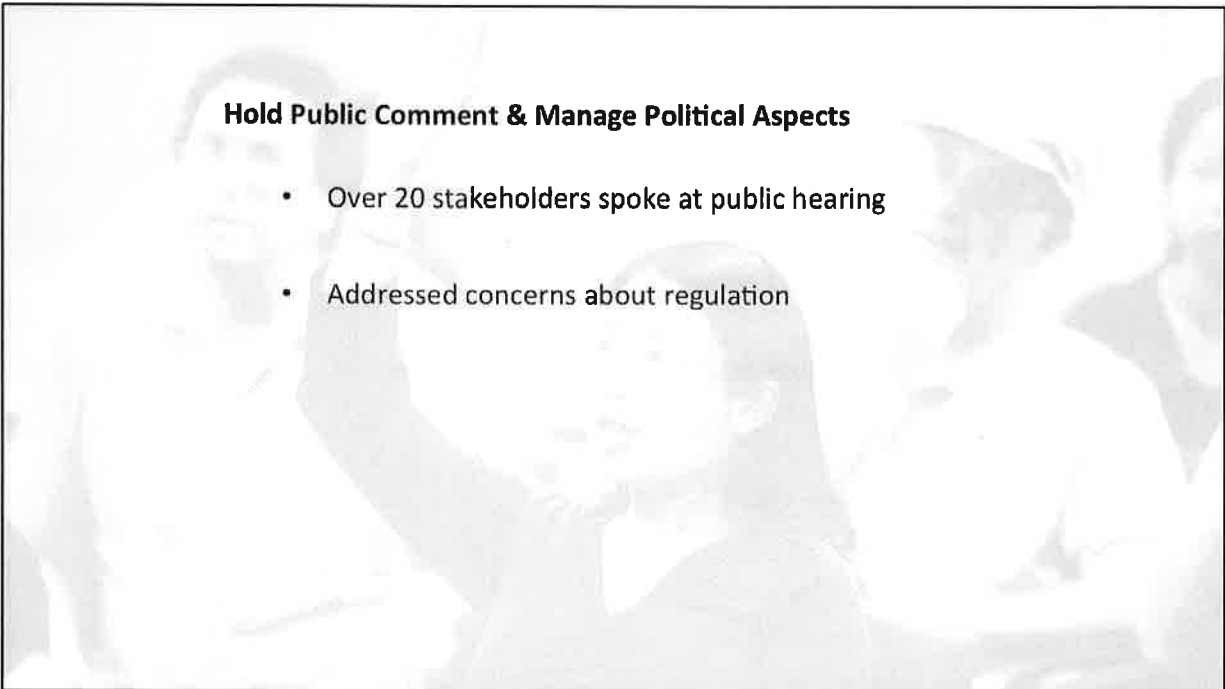 Hold Public Comment & Manage Political Aspects
• Over 20 stakeholders spoke at public hearing
• Addressed concerns about regulation